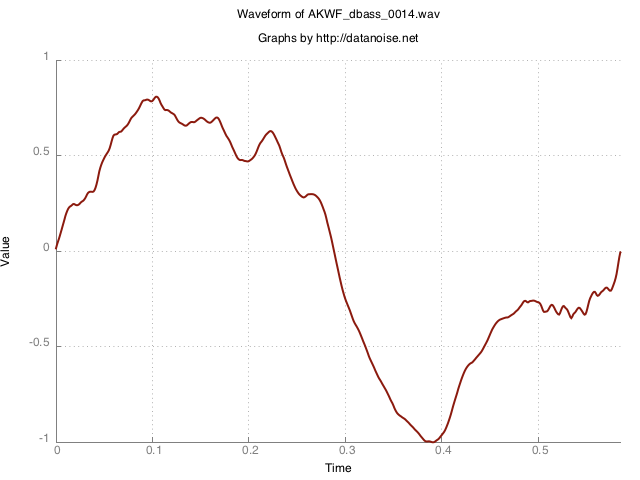 Waveform of AKWF_dbass_0014.wav
Graphs by http://datanoise.net
1
0.5
0
-0.5
-1
Value
0 0.1 0.2 0.3 0.4 0.5
Time